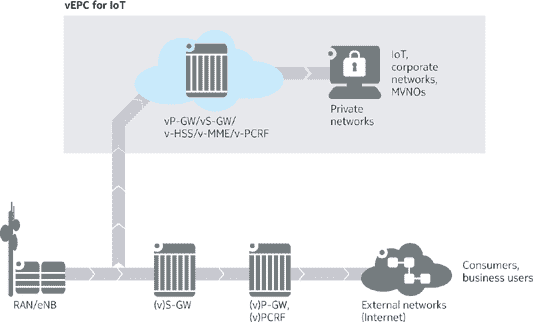 vEPC for IoT
vP-GW/vS-GW/
v-HSS/v-MME/v-PCRF
Private
networks
IoT,
corporate
networks,
MVNOs
RAN/eNB
(v)S-GW
(v)P-GW,
(v)PCRF
External networks
(Internet)
Consumers,
business users